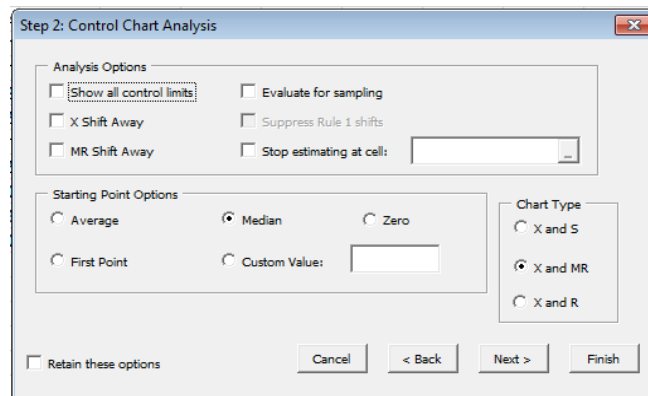 Step 2: Control Chart Analysis
Analysis Options
Show all control limits
Evaluate for sampling
X Shift Away
Suppress Rule 1 shifts
MR Shift Away
Stop estimating at cell:
_
Starting Point Options
Average
Median
Zero
First Point
Custom Value:
Chart Type
X and S
X and MR
X and R
Retain these options
Cancel
< Back
Next >
Finish